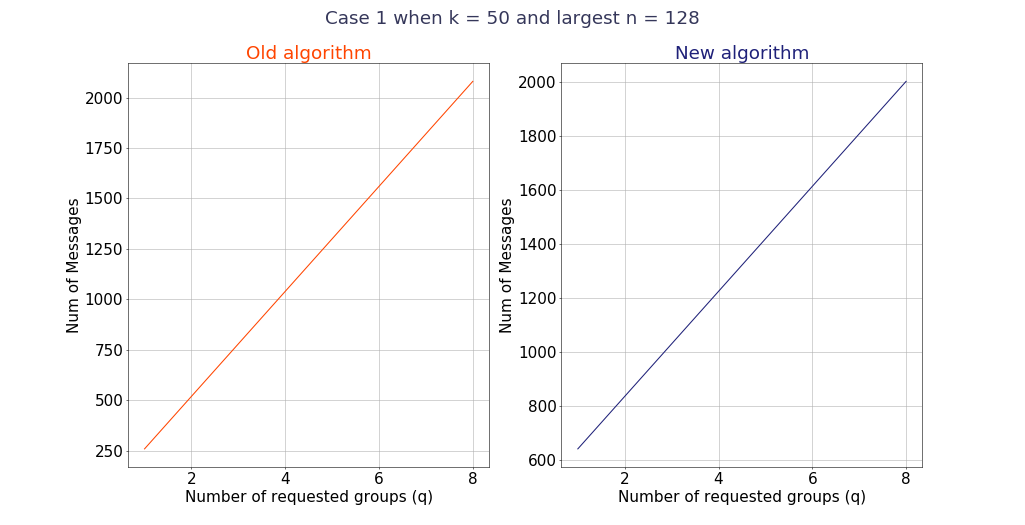 Case 1 when k = 50 and largest n = 128
Old algorithm
2000
1750
1500
1250
1000
750
500
250
Num of Messages
2 4 6 8
Number of requested groups (q)
New algorithm
2000
1800
1600
1400
1200
1000
800
600
Num of Messages
2 4 6 8
Number of requested groups (q)